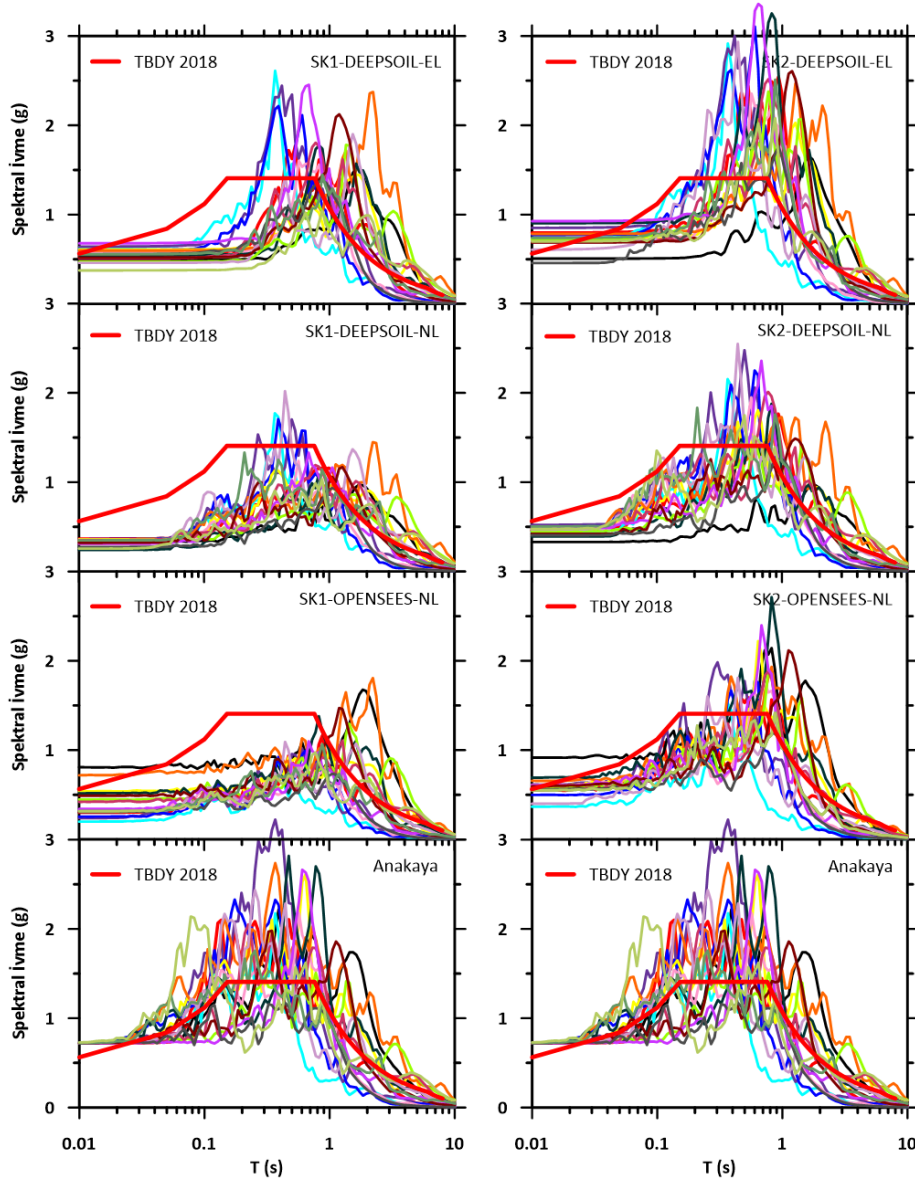 3
2
1
3
2
1
3
2
1
3
2
1
0
Spektral ivme (g)
Spektral ivme (g)
Spektral ivme (g)
Spektral ivme (g)
TBDY 2018
SK1-DEEPSOIL-EL
TBDY 2018
SK1-DEEPSOIL-NL
TBDY 2018
SK1-OPENSEES-NL
TBDY 2018
Anakaya
0.01 0.1 1 10
T (s)
3
2
1
3
2
1
3
2
1
3
2
1
0
TBDY 2018
SK2-DEEPSOIL-EL
TBDY 2018
SK2-DEEPSOIL-NL
TBDY 2018
SK2-OPENSEES-NL
TBDY 2018
Anakaya
0.01 0.1 1 10
T (s)